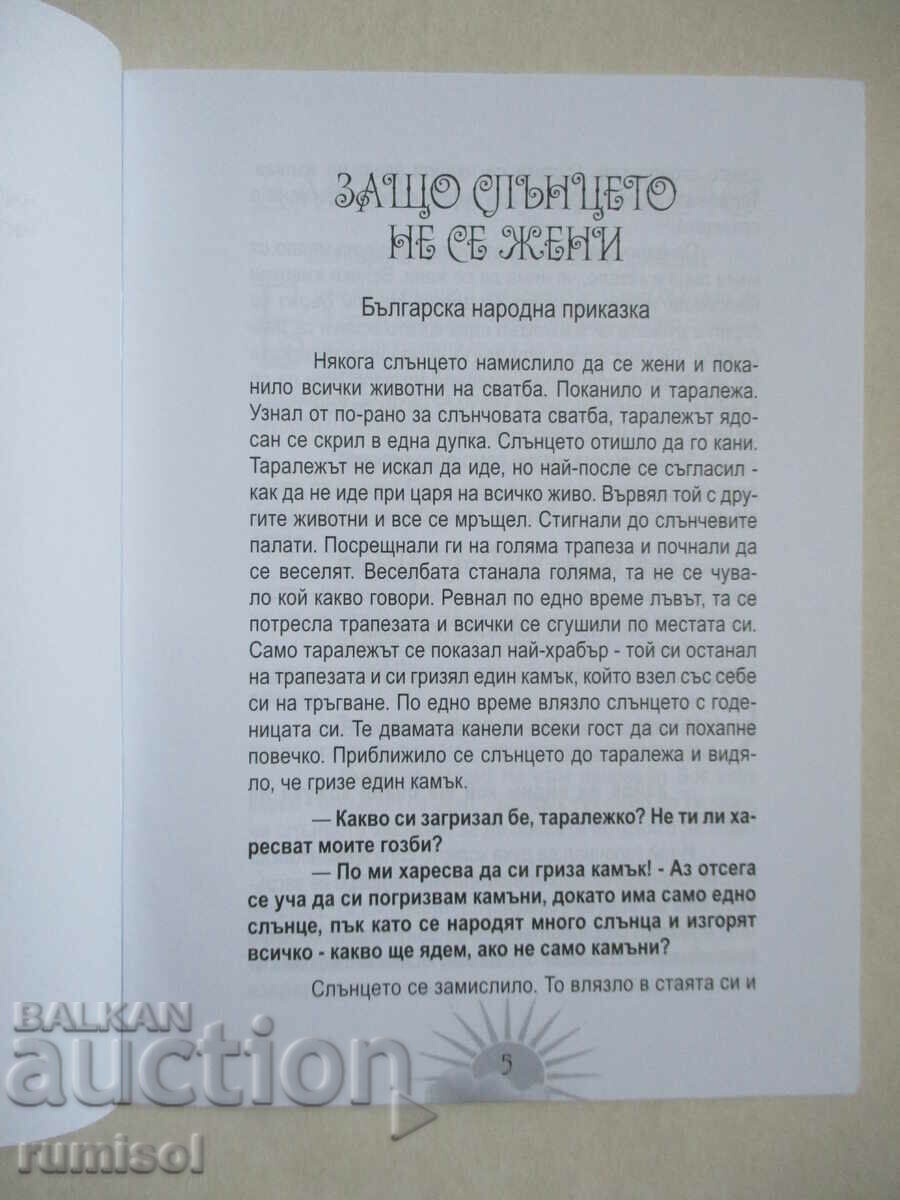 ЗАЩО СЛЪНЦЕТО
НЕ СЕ ЖЕНИ
Българска народна приказка
Някога слънцето намислило да се жени и пока-
нило всички животни на сватба. Поканило и таралежа.
Узнал от по-рано за слънчовата сватба, таралежът ядо-
сан се скрил в една дупка. Слънцето отишло да го кани.
Таралежът не искал да иде, но най-после се съгласил -
как да не иде при царя на всичко живо. Вървял той с дру-
гите животни и все се мръщел. Стигнали до слънчевите
палати. Посрещнали ги на голяма трапеза и почнали да
се веселят. Веселбата станала голяма, та не се чува-
ло кой какво говори. Ревнал по едно време лъвът, та се
потресла трапезата и всички се сгушили по местата си.
Само таралежът се показал най-храбър - той си останал
на трапезата и си гризял един камък, който взел със себе
си на тръгване. По едно време влязло слънцето с годе-
ницата си. Те двамата канели всеки гост да си похапне
повечко. Приближило се слънцето до таралежа и видя-
ло, че гризе един камък.
— Какво си загризал бе, таралежко? Не ти ли ха-
ресват моите гозби?
— По ми харесва да си гриза камък! - Аз отсега
се уча да си погризвам камъни, докато има само едно
слънце, пък като се народят много слънца и изгорят
всичко - какво ще ядем, ако не само камъни?
Слънцето се замислило. То влязло в стаята си и
5
BALKAN
auction
rumisol